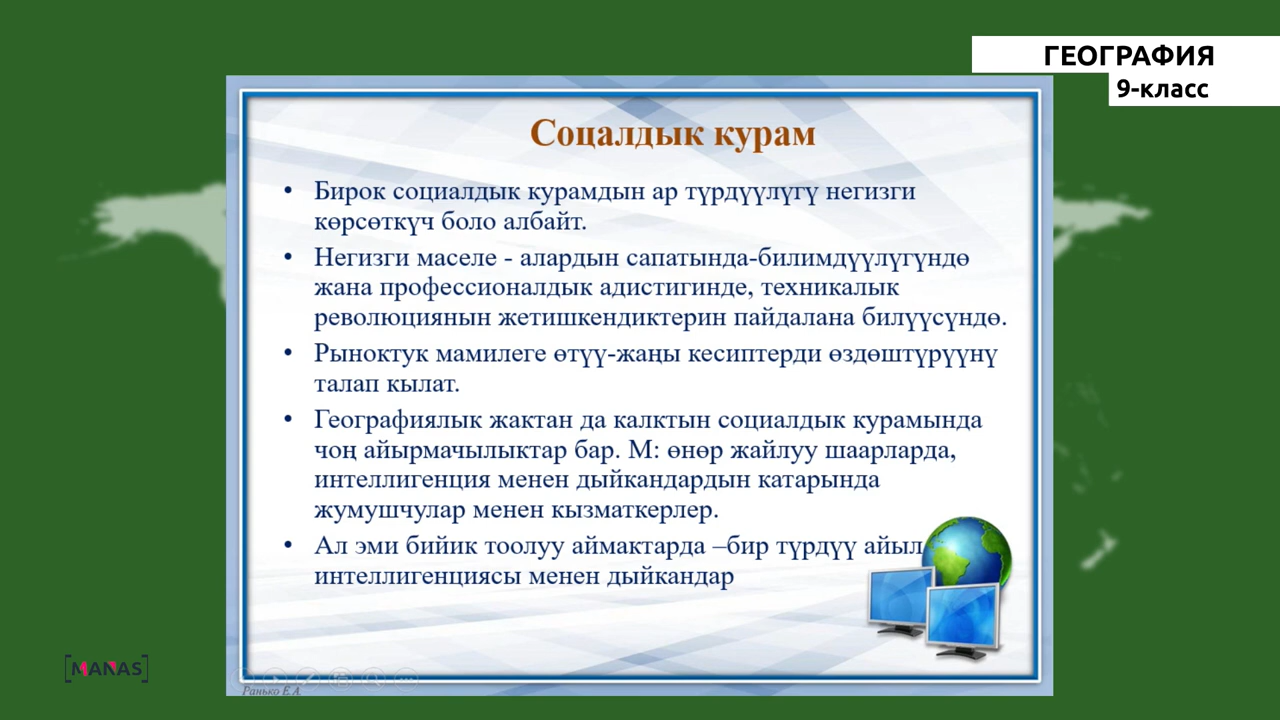 ГЕОГРАФИЯ
9-класс
Соцалдык курам
• Бирок социалдык курамдын ар түрдүүлүгү негизги
көрсөткүч боло албайт.
• Негизги маселе - алардын сапатында-билимдүүлүгүндө
жана профессионалдык адистигинде, техникалык
революциянын жетишкендиктерин пайдалана билүүсүндө.
• Рыноктук мамилеге өтүү-жаңы кесиптерди өздөштүрүүнү
талап кылат.
• Географиялык жактан да калктын социалдык курамында
чоң айырмачылыктар бар. М: өнөр жайлуу шаарларда,
интеллигенция менен дыйкандардын катарында
жумушчулар менен кызматкерлер.
• Ал эми бийик тоолуу аймактарда –бир түрдүү айыл
интеллигенциясы менен дыйкандар
[MANAS]
Ранько Е.А.